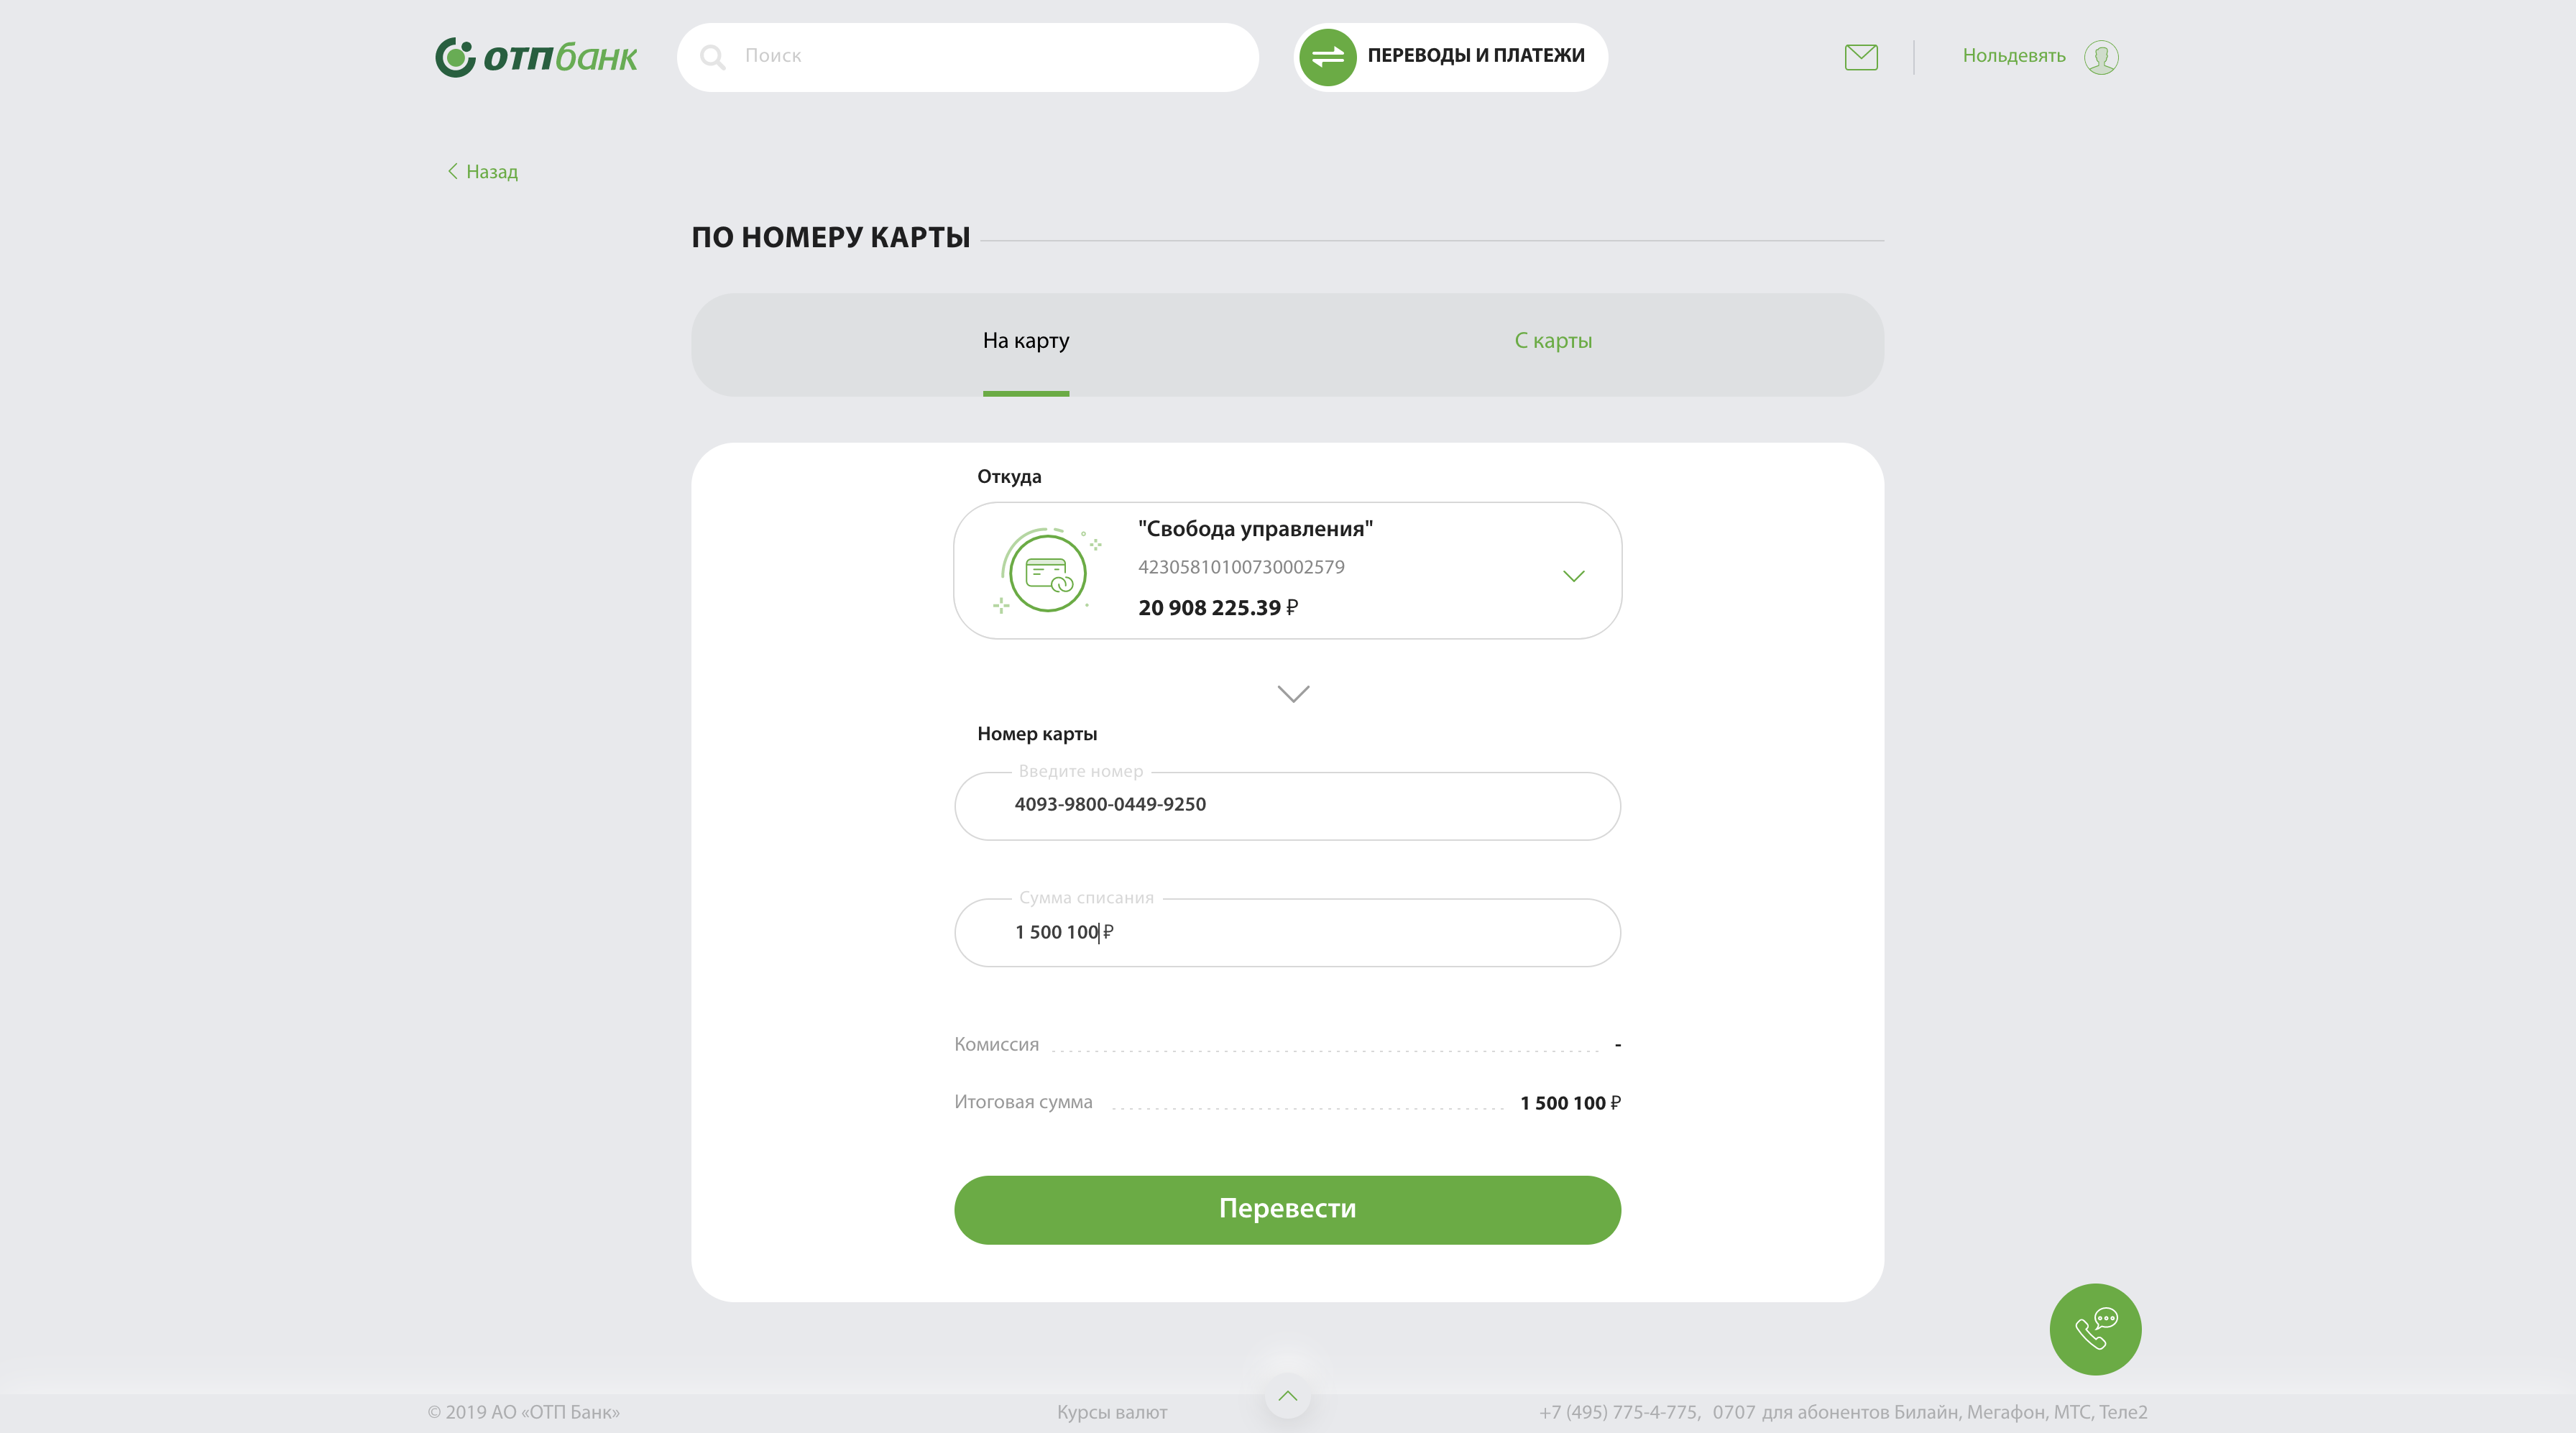 отпбанк
Поиск
ПЕРЕВОДЫ И ПЛАТЕЖИ
Нольдевять
Назад
ПО НОМЕРУ КАРТЫ
На карту
С карты
Откуда
"Свобода управления"
42305810100730002579
20 908 225.39 ₽
Номер карты
Введите номер
4093-9800-0449-9250
Сумма списания
1 500 100 ₽
Комиссия -
Итоговая сумма 1 500 100 ₽
Перевести
© 2019 АО «ОТП Банк»
Курсы валют
+7 (495) 775-4-775, 0707 для абонентов Билайн, Мегафон, МТС, Теле2